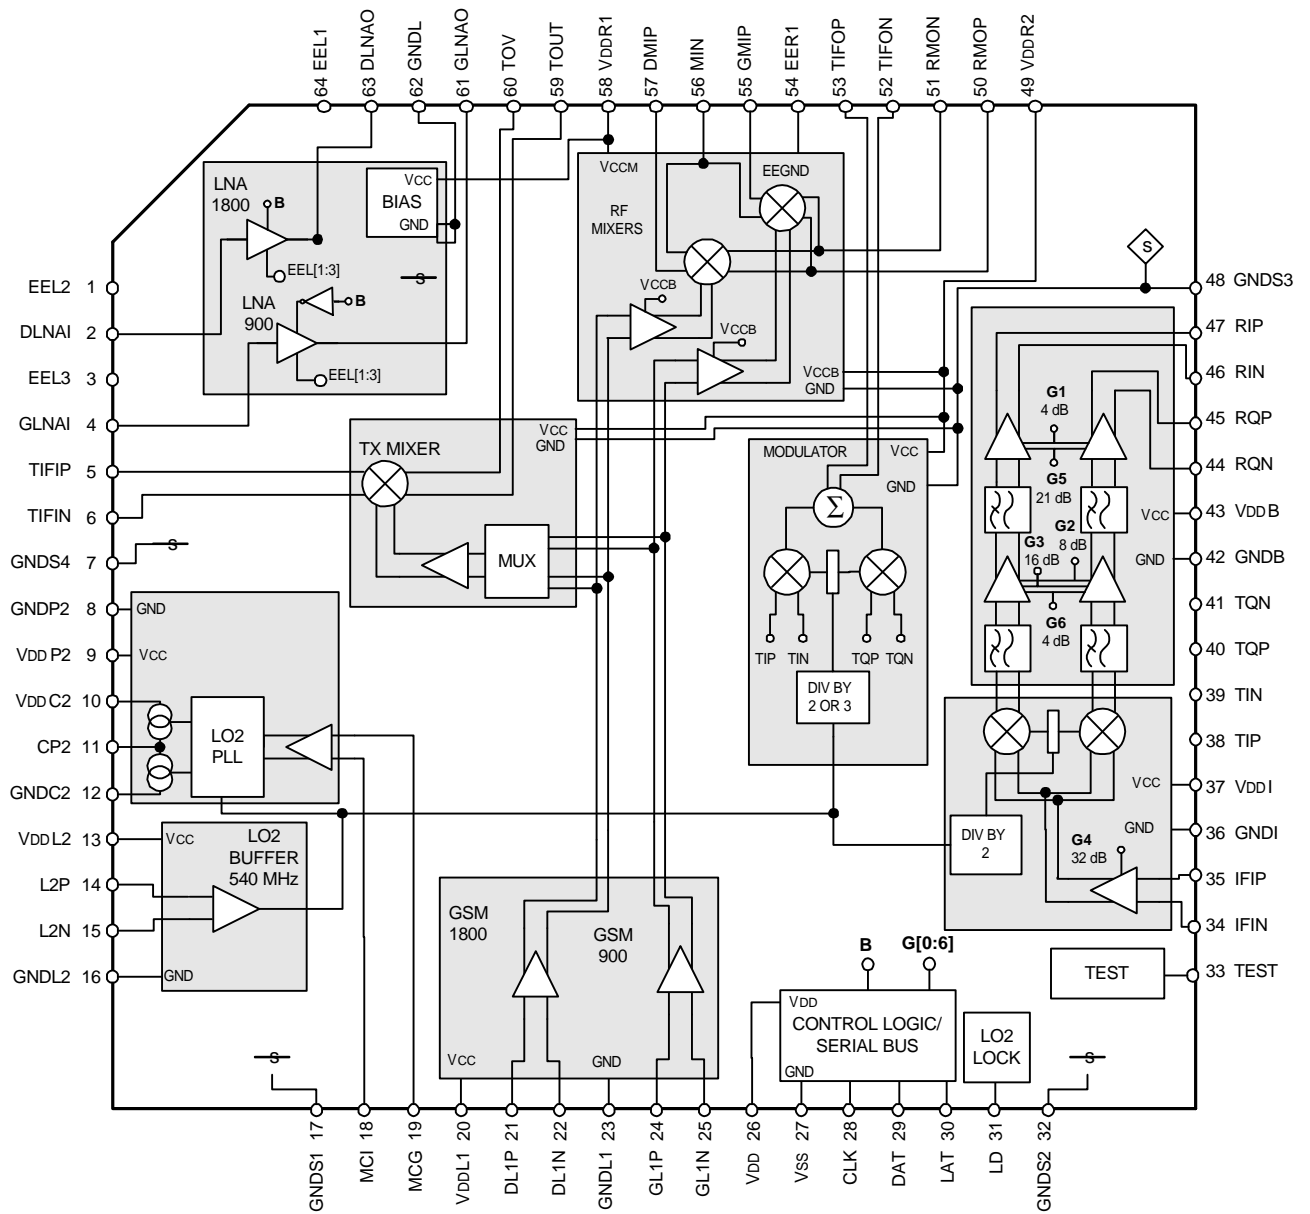 64 EEL1
63 DLNAO
62 GNDL
61 GLNAO
60 TOV
59 TOUT
58 VDDR1
57 DMIP
56 MIN
55 GMIP
54 EER1
53 TIFOP
52 TIFON
51 RMON
50 RMOP
49 VDDR2
EEL2 1
DLNAI 2
EEL3 3
GLNAI 4
TIFIP 5
TIFIN 6
GNDS4 7
GNDP2 8
VDDP2 9
VDDC2 10
CP2 11
GNDC2 12
VDDL2 13
L2P 14
L2N 15
GNDL2 16
LNA
1800
B
EEL[1:3]
VCC
BIAS
GND
S
LNA
900
B
EEL[1:3]
VCCM
EEGND
RF
MIXERS
VCCB
VCCB
VCCB
GND
S
TX MIXER
VCC
GND
MUX
MODULATOR
VCC
GND
Σ
TIP
TIN
TQP
TQN
DIV BY
2 OR 3
G1
4 dB
G5
21 dB
G2
8 dB
G3
16 dB
G6
4 dB
VCC
GND
VCC
GND
G4
32 dB
DIV BY
2
S
GND
VCC
LO2
PLL
VCC
LO2
BUFFER
540 MHz
GND
GSM
1800
GSM
900
VCC
GND
B
G[0:6]
VDD
CONTROL LOGIC/
SERIAL BUS
GND
LO2
LOCK
TEST
S
S
48 GNDS3
47 RIP
46 RIN
45 RQP
44 RQN
43 VDDB
42 GNDB
41 TQN
40 TQP
39 TIN
38 TIP
37 VDDI
36 GNDI
35 IFIP
34 IFIN
33 TEST
GNDS1 17
MCI 18
MCG 19
VDDL1 20
DL1P 21
DL1N 22
GNDL1 23
GL1P 24
GL1N 25
VDD 26
VSS 27
CLK 28
DAT 29
LAT 30
LD 31
GNDS2 32